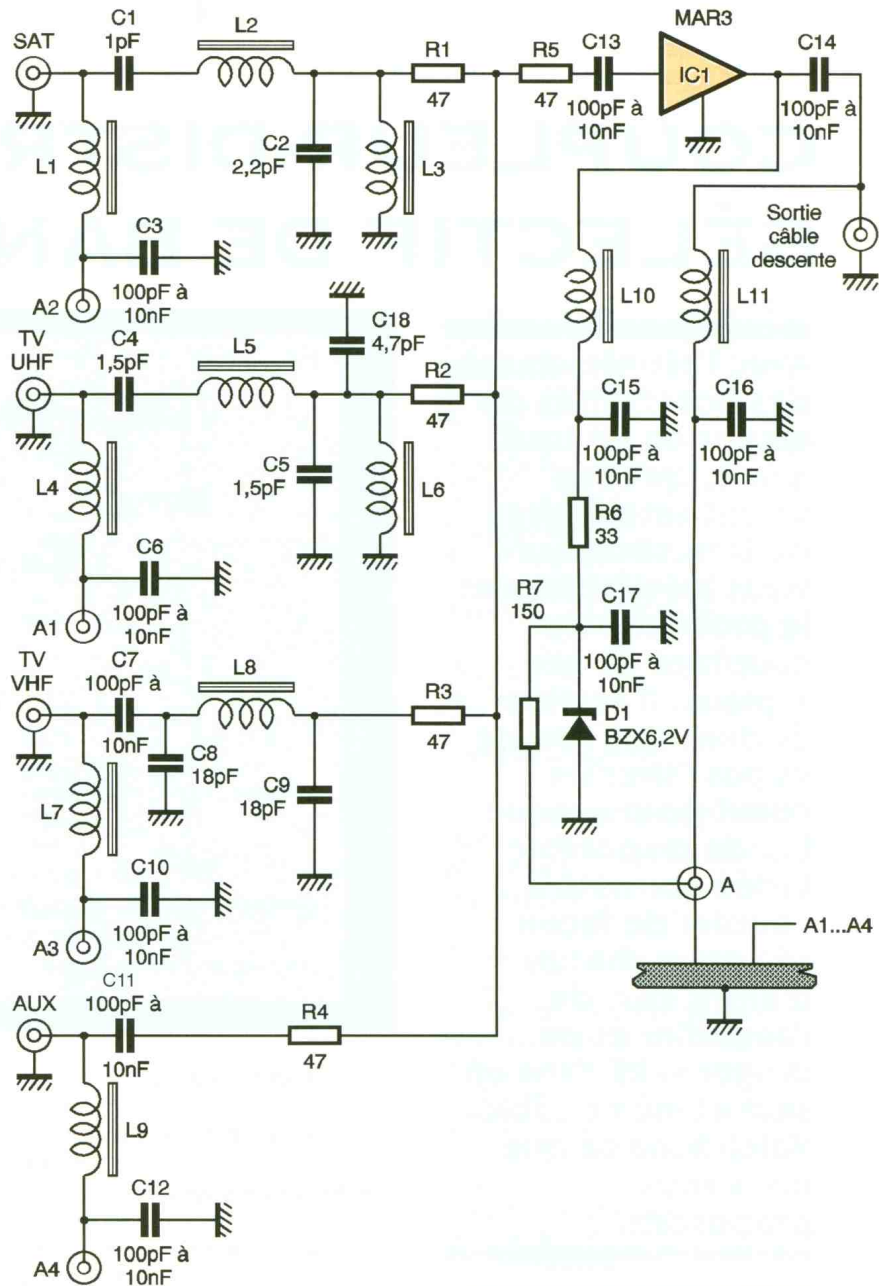 SAT
C1
1pF
L2
R1
47
R5
47
C13
100pF à
10nF
MAR3
IC1
C14
100pF à
10nF
L1
C2
2,2pF
L3
C3
100pF à
10nF
A2
Sortie
câble
descente
L10
L11
TV
UHF
C4
1,5pF
L5
C18
4,7pF
R2
47
L4
C5
1,5pF
L6
C15
100pF à
10nF
C16
100pF à
10nF
C6
100pF à
10nF
A1
R6
33
R7
150
C17
100pF à
10nF
TV
VHF
C7
100pF à
10nF
L8
R3
47
C8
18pF
C9
18pF
D1
BZX6,2V
L7
C10
100pF à
10nF
A3
A
A1...A4
AUX
C11
100pF à
10nF
R4
47
L9
C12
100pF à
10nF
A4